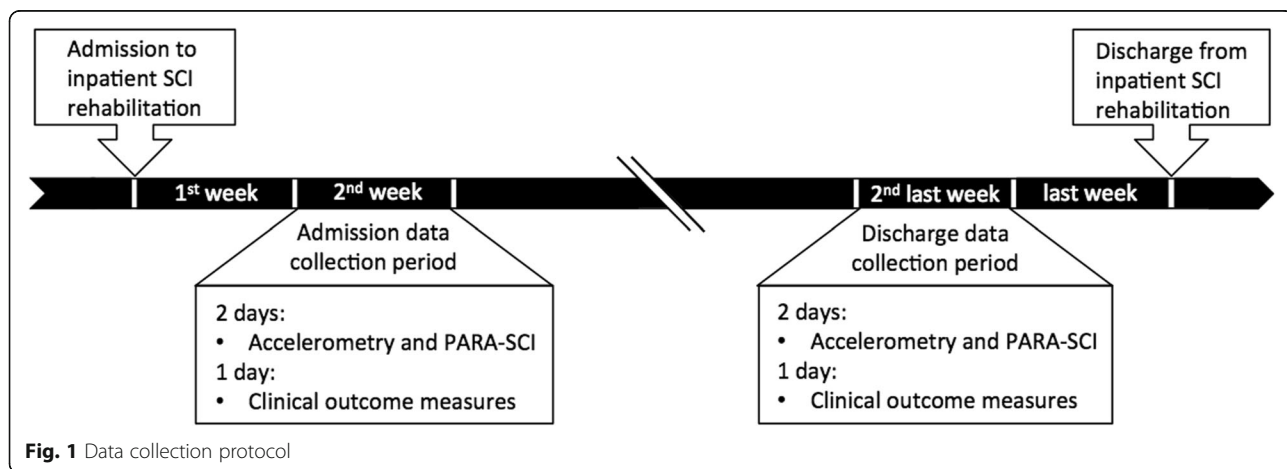 Admission to
inpatient SCI
rehabilitation
Discharge from
inpatient SCI
rehabilitation
1st week
2nd week
2nd last week
last week
Admission data
collection period
Discharge data
collection period
2 days:
• Accelerometry and PARA-SCI
1 day:
• Clinical outcome measures
2 days:
• Accelerometry and PARA-SCI
1 day:
• Clinical outcome measures
Fig. 1 Data collection protocol